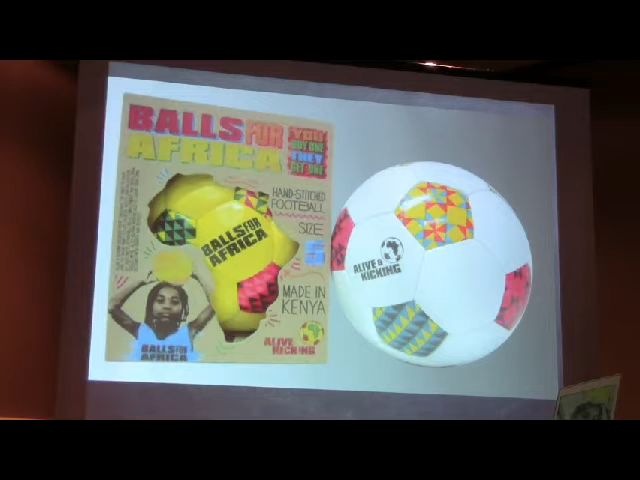 BALLS FOR
AFRICA
YOU
BUY ONE
THEY
GET ONE
HAND-STITCHED
FOOTBALL
SIZE
5
BALLS FOR
AFRICA
MADE IN
KENYA
ALIVE &
KICKING
BALLS FOR
AFRICA
ALIVE &
KICKING